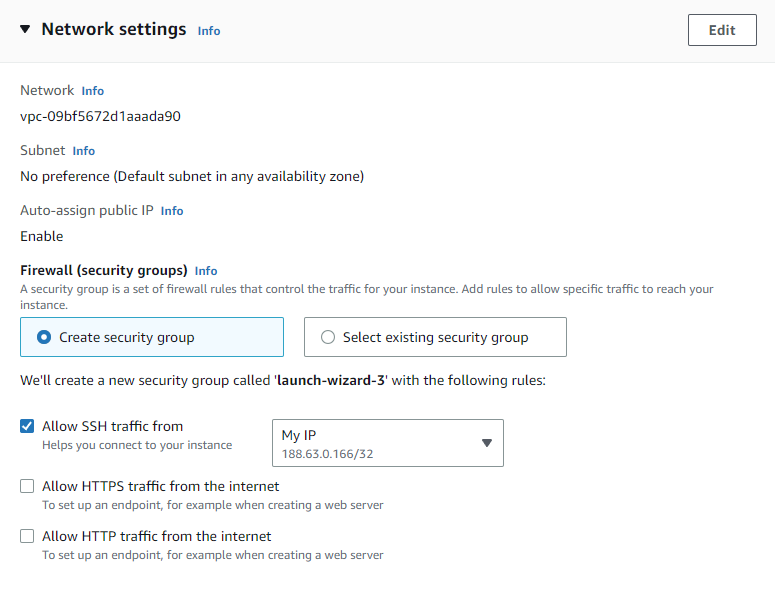 Network settings Info
Edit
Network Info
vpc-09bf5672d1aaada90
Subnet Info
No preference (Default subnet in any availability zone)
Auto-assign public IP Info
Enable
Firewall (security groups) Info
A security group is a set of firewall rules that control the traffic for your instance. Add rules to allow specific traffic to reach your
instance.
Create security group
Select existing security group
We'll create a new security group called 'launch-wizard-3' with the following rules:
Allow SSH traffic from
Helps you connect to your instance
My IP
188.63.0.166/32
Allow HTTPS traffic from the internet
To set up an endpoint, for example when creating a web server
Allow HTTP traffic from the internet
To set up an endpoint, for example when creating a web server